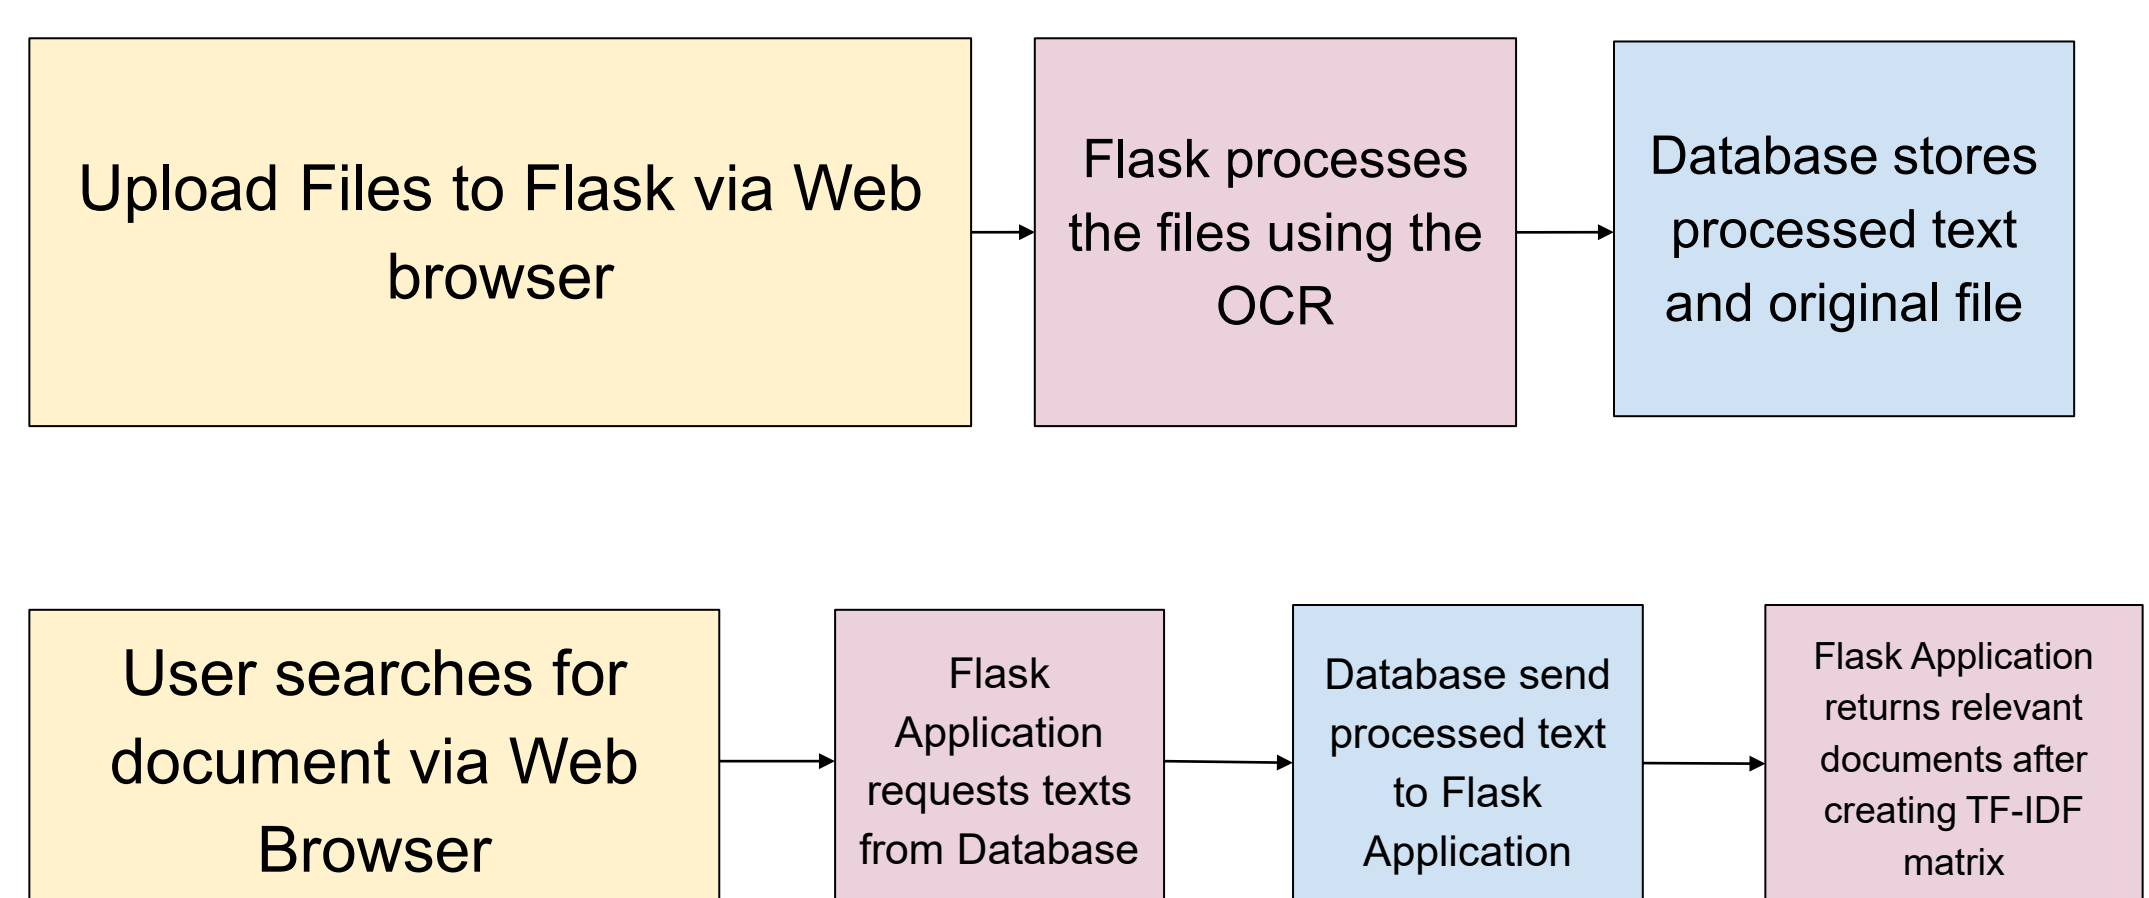 Upload Files to Flask via Web
browser
Flask processes
the files using the
OCR
Database stores
processed text
and original file
User searches for
document via Web
Browser
Flask
Application
requests texts
from Database
Database send
processed text
to Flask
Application
Flask Application
returns relevant
documents after
creating TF-IDF
matrix